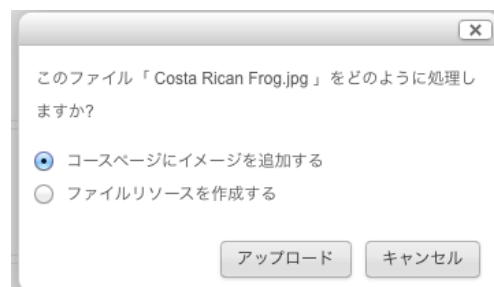 このファイル「 Costa Rican Frog.jpg 」をどのように処理し
ますか?
コースページにイメージを追加する
ファイルリソースを作成する
アップロード
キャンセル